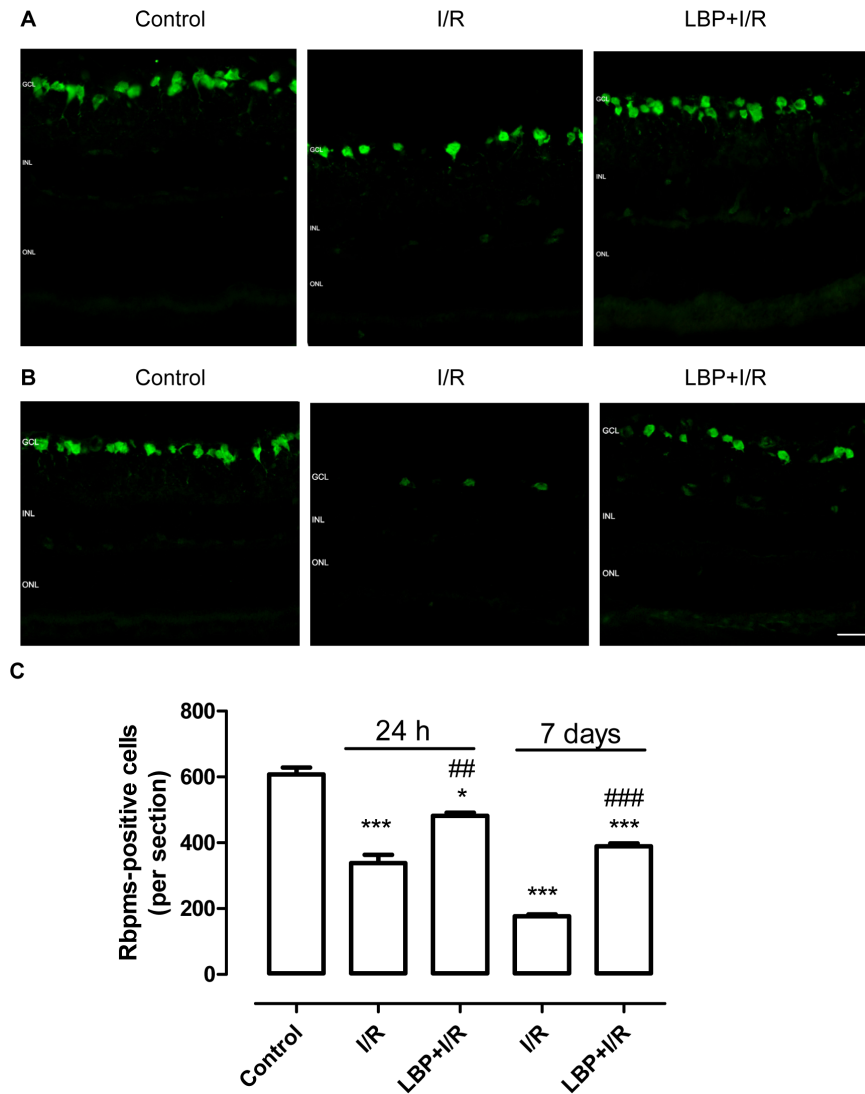 A
Control
I/R
LBP+I/R
GCL
INL
ONL
GCL
INL
ONL
GCL
INL
ONL
B
Control
I/R
LBP+I/R
GCL
INL
ONL
GCL
INL
ONL
GCL
INL
ONL
C
Rbpms-positive cells
(per section)
800
600
400
200
0
24 h
7 days
***
##
*
***
###
***
Control
I/R
LBP+I/R
I/R
LBP+I/R